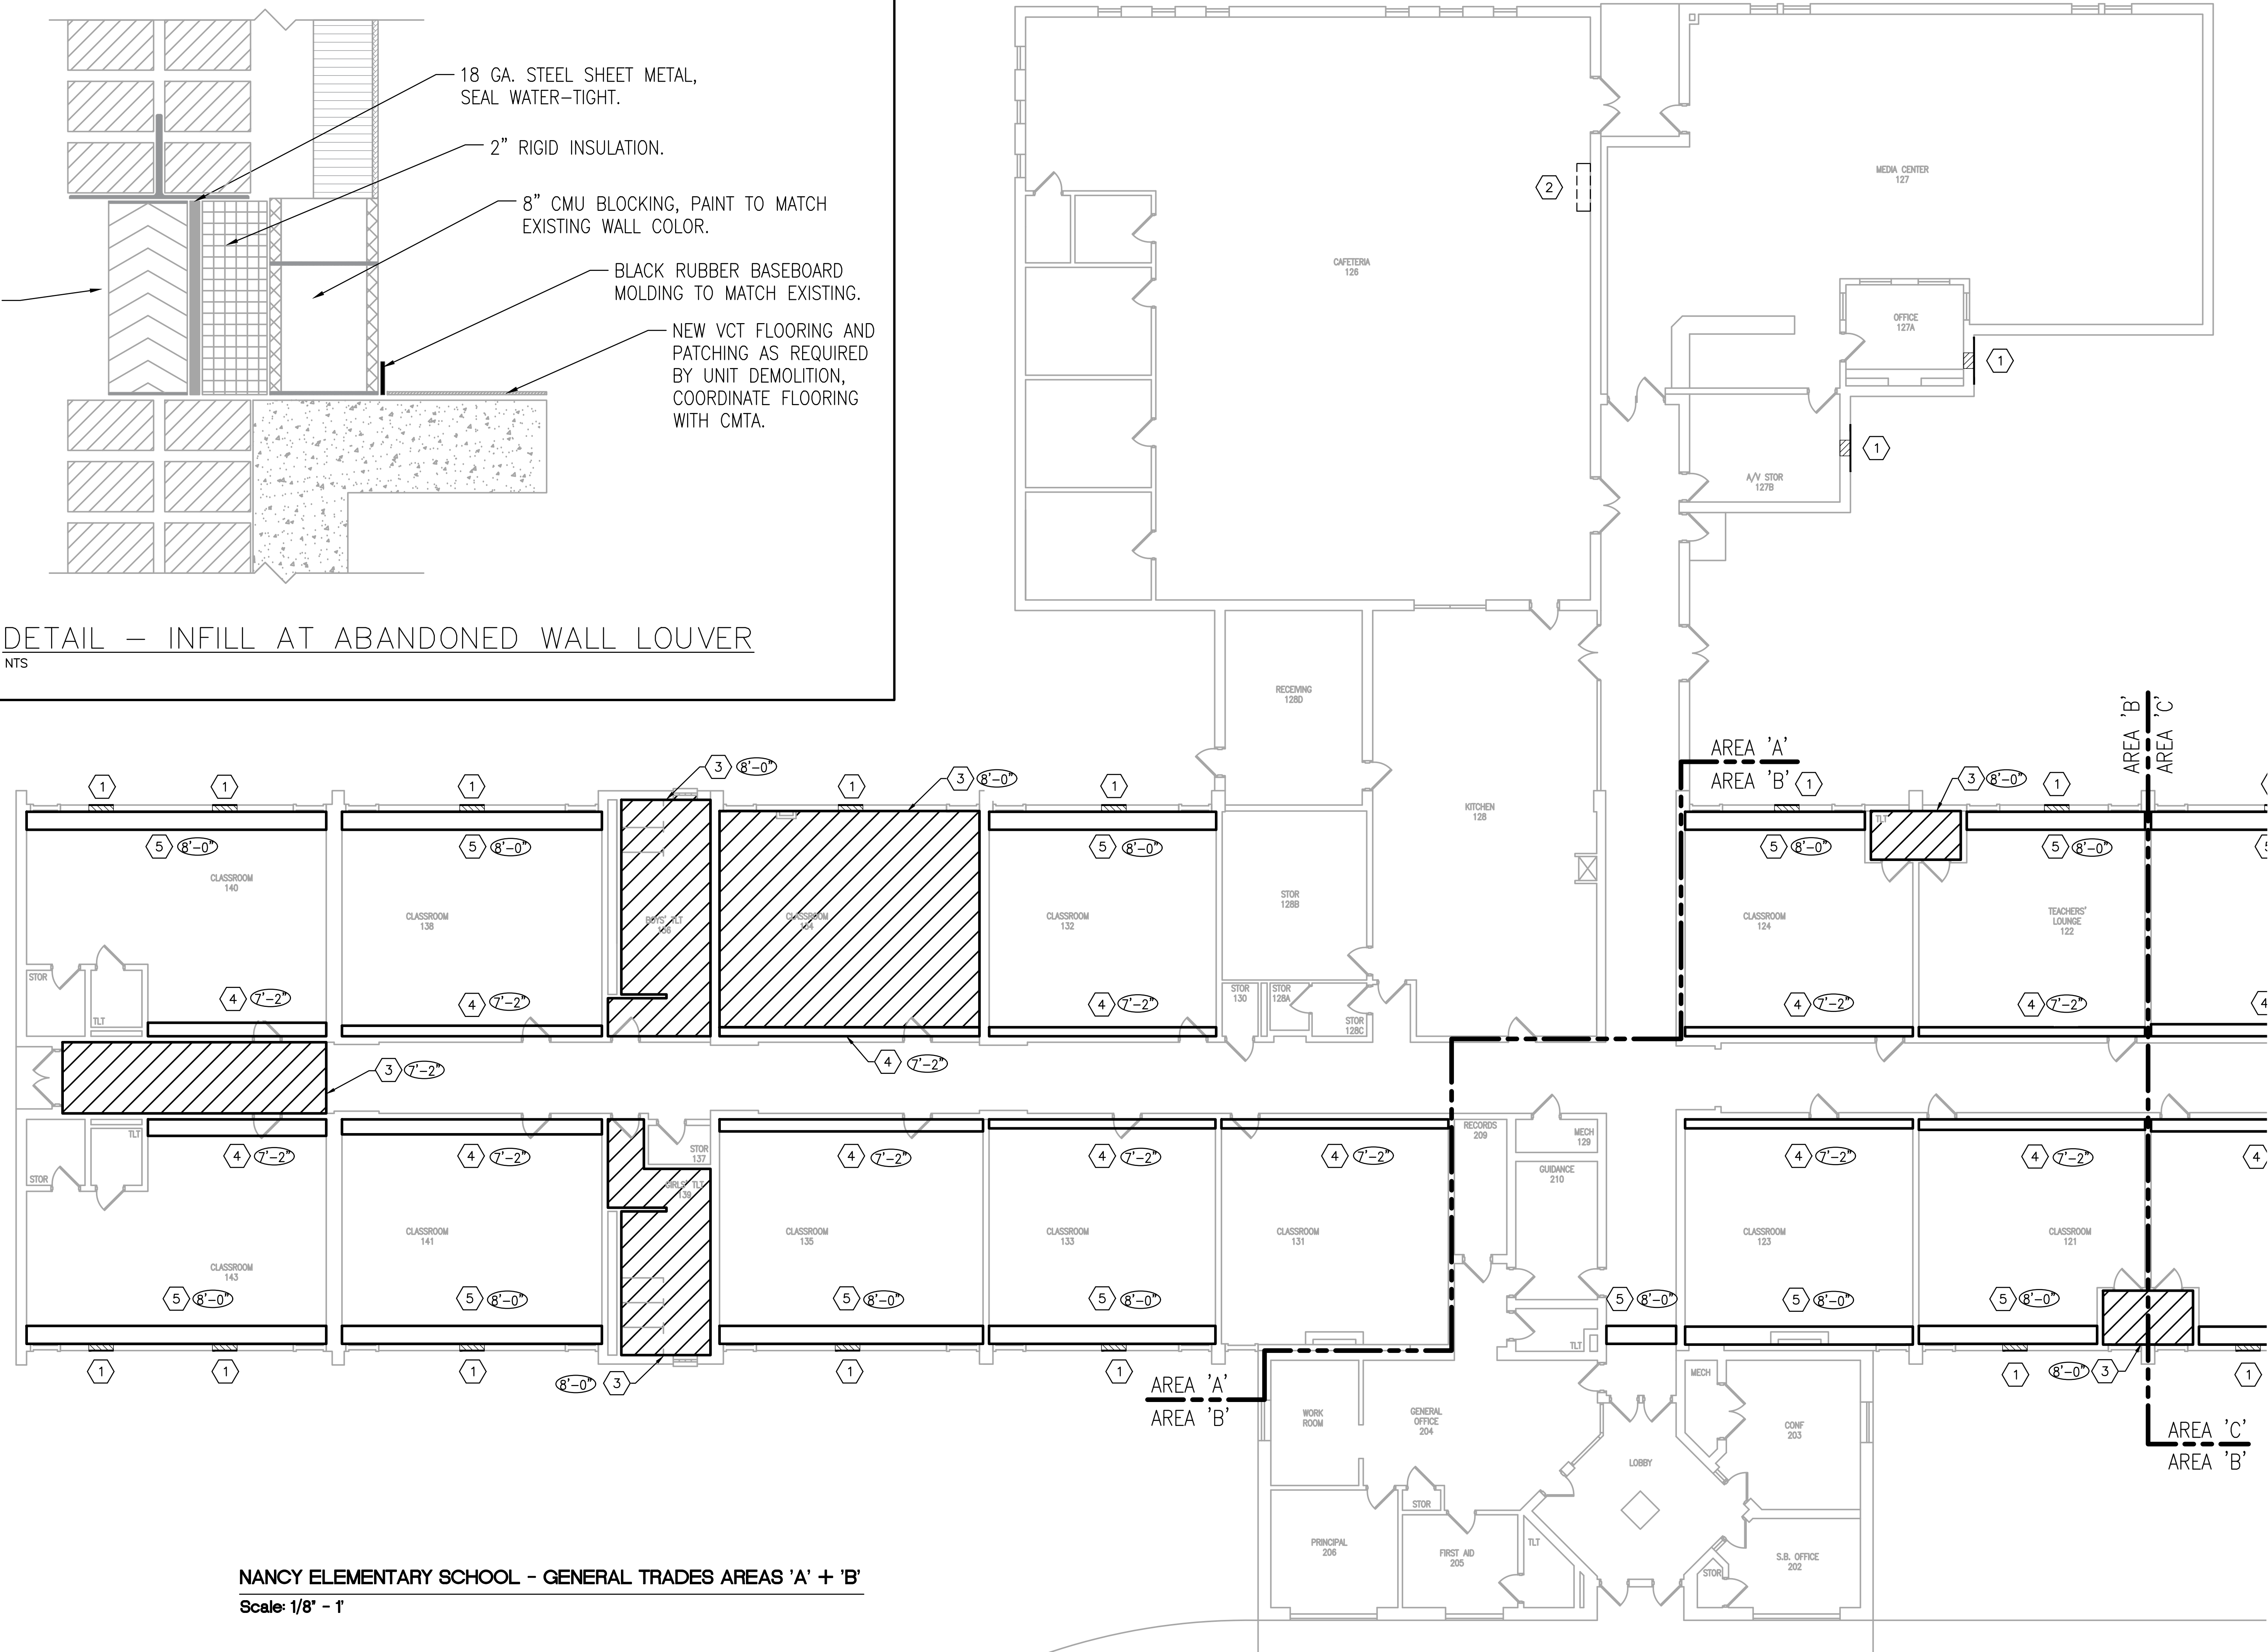 18 GA. STEEL SHEET METAL,
SEAL WATER-TIGHT.
2" RIGID INSULATION.
8" CMU BLOCKING, PAINT TO MATCH
EXISTING WALL COLOR.
BLACK RUBBER BASEBOARD
MOLDING TO MATCH EXISTING.
NEW VCT FLOORING AND
PATCHING AS REQUIRED
BY UNIT DEMOLITION,
COORDINATE FLOORING
WITH CMTA.
DETAIL - INFILL AT ABANDONED WALL LOUVER
NTS
2
MEDIA CENTER
127
CAFETERIA
126
OFFICE
127A
1
1
A/V STOR
127B
RECEIVING
128D
KITCHEN
128
STOR
128B
STOR
130
STOR
128A
STOR
128C
AREA 'A'
AREA 'B'
AREA 'B'
AREA 'C'
1
1
1
3 8'-0"
3 8'-0"
1
1
1
3 8'-0"
1
5 8'-0"
5 8'-0"
5 8'-0"
5 8'-0"
TLT
5 8'-0"
5
CLASSROOM
140
CLASSROOM
138
BOYS' TLT
136
CLASSROOM
134
CLASSROOM
132
CLASSROOM
124
TEACHERS'
LOUNGE
122
STOR
TLT
4 7'-2"
4 7'-2"
4 7'-2"
4 7'-2"
4 7'-2"
4 7'-2"
4
3 7'-2"
STOR
TLT
4 7'-2"
4 7'-2"
STOR
137
4 7'-2"
4 7'-2"
4 7'-2"
RECORDS
209
MECH
129
GUIDANCE
210
4 7'-2"
4 7'-2"
4
GIRLS' TLT
139
CLASSROOM
143
CLASSROOM
141
CLASSROOM
135
CLASSROOM
133
CLASSROOM
131
CLASSROOM
123
CLASSROOM
121
5 8'-0"
5 8'-0"
5 8'-0"
5 8'-0"
5 8'-0"
5 8'-0"
5 8'-0"
TLT
1
1
1
8'-0" 3
1
1
1
8'-0" 3
1
AREA 'A'
AREA 'B'
AREA 'C'
AREA 'B'
WORK
ROOM
GENERAL
OFFICE
204
MECH
CONF
203
LOBBY
STOR
PRINCIPAL
206
FIRST AID
205
TLT
STOR
S.B. OFFICE
202
NANCY ELEMENTARY SCHOOL - GENERAL TRADES AREAS 'A' + 'B'
Scale: 1/8" - 1'